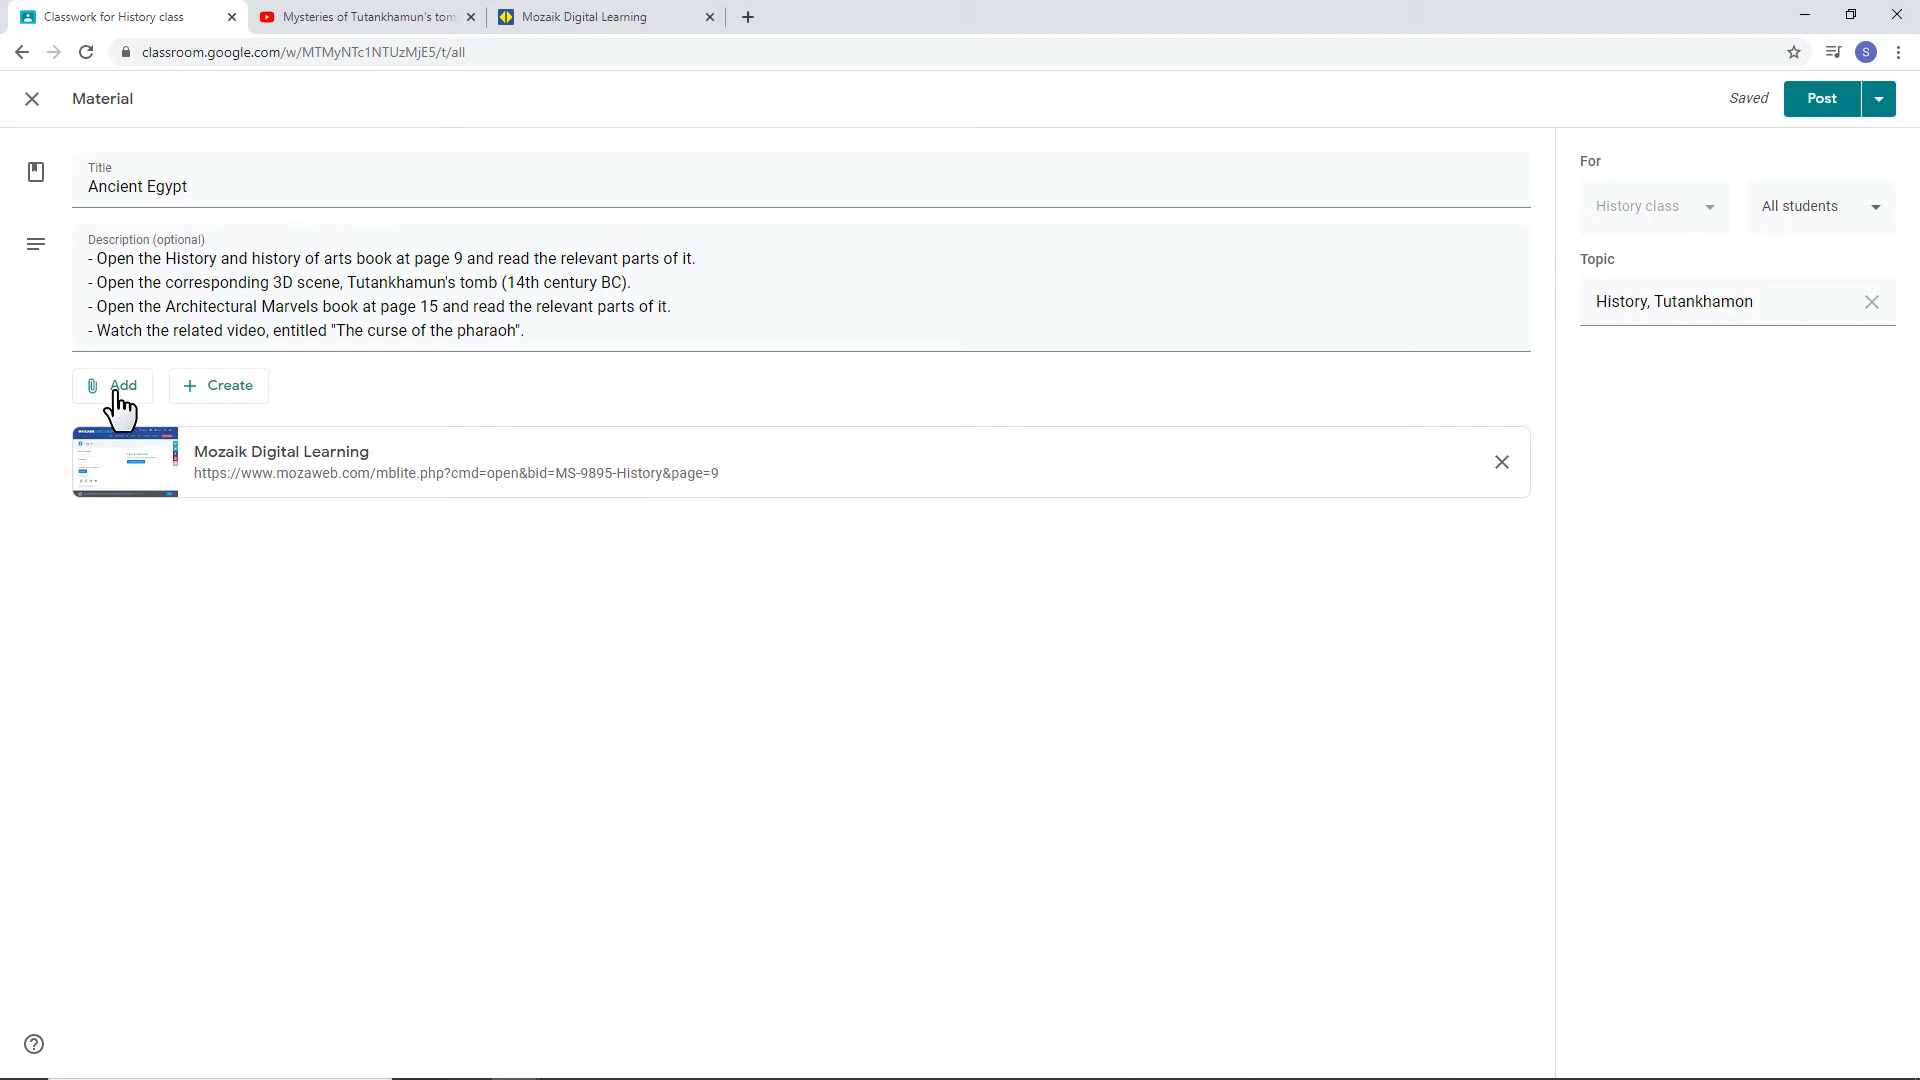 Classwork for History class
Mysteries of Tutankhamun's tom
Mozaik Digital Learning
classroom.google.com/w/MTMyNTc1NTUzMjE5/t/all
S
Material
Saved
Post
Title
Ancient Egypt
Description (optional)
- Open the History and history of arts book at page 9 and read the relevant parts of it.
- Open the corresponding 3D scene, Tutankhamun's tomb (14th century BC).
- Open the Architectural Marvels book at page 15 and read the relevant parts of it.
- Watch the related video, entitled "The curse of the pharaoh".
Add
Create
Mozaik Digital Learning
https://www.mozaweb.com/mblite.php?cmd=open&bid=MS-9895-History&page=9
For
History class
All students
Topic
History, Tutankhamon